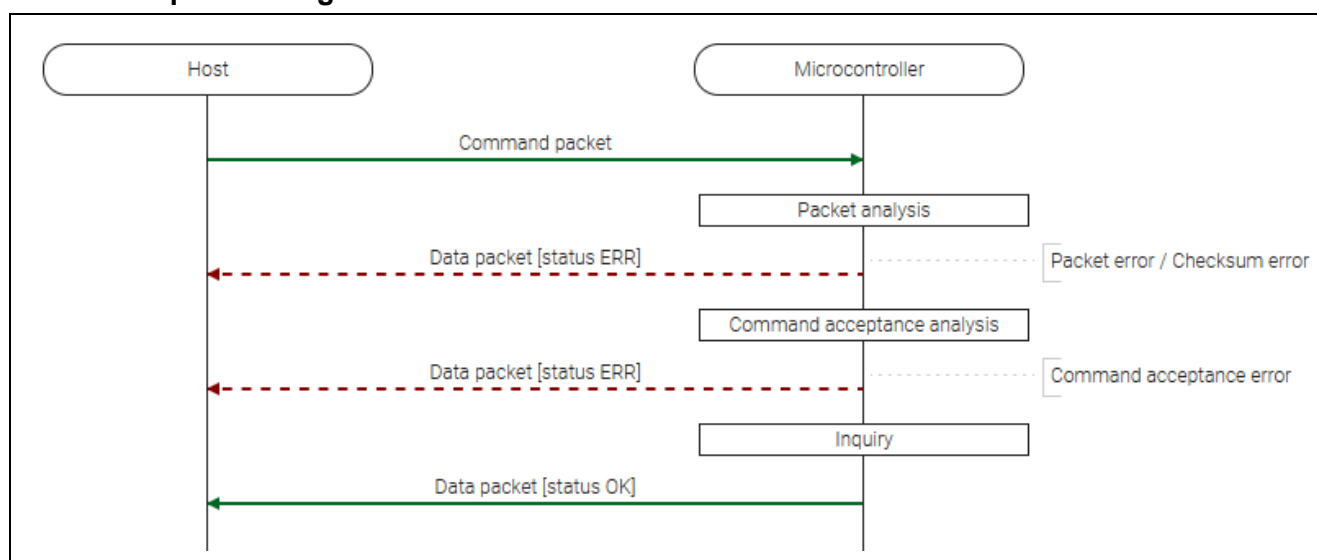 Host
Microcontroller
Command packet
Packet analysis
Data packet [status ERR]
Packet error / Checksum error
Command acceptance analysis
Data packet [status ERR]
Command acceptance error
Inquiry
Data packet [status OK]